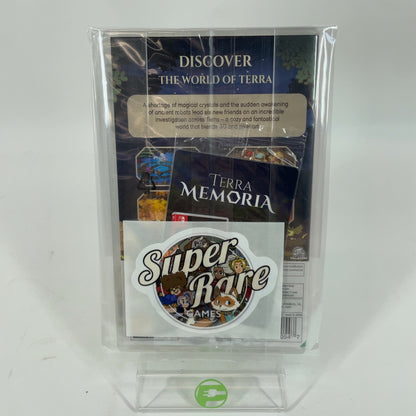 DISCOVER
THE WORLD OF TERRA
A shortage of magical crystals and the sudden awakening
of ancient robots lead six new friends on an incredible
investigation across Terra - a cozy and fantastical
world that blends 3D and pixel art.
TERRA
MEMORIA
Super
Rare
GAMES